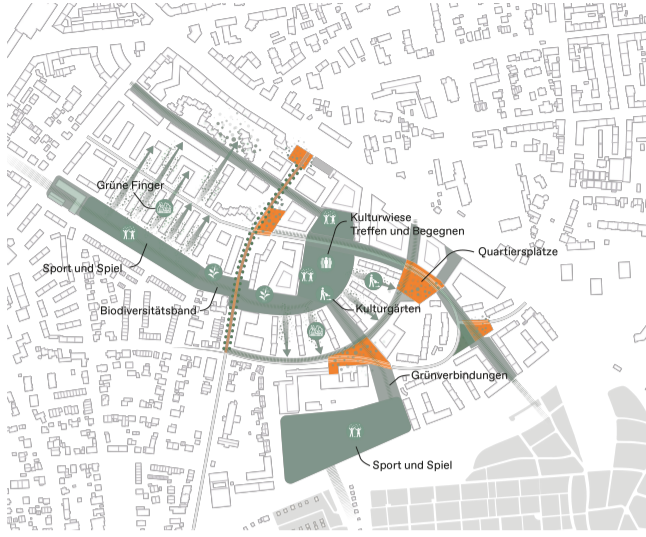 Grüne Finger
Kulturwiese
Treffen und Begegnen
Quartiersplätze
Sport und Spiel
Biodiversitätsband
Kulturgärten
Grünverbindungen
Sport und Spiel